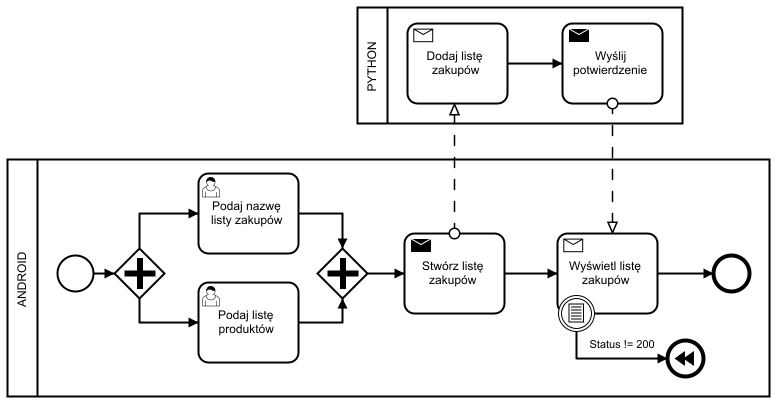 PYTHON
Dodaj listę
zakupów
Wyślij
potwierdzenie
ANDROID
Podaj nazwę
listy zakupów
Podaj listę
produktów
Stwórz listę
zakupów
Wyświetl listę
zakupów
Status != 200